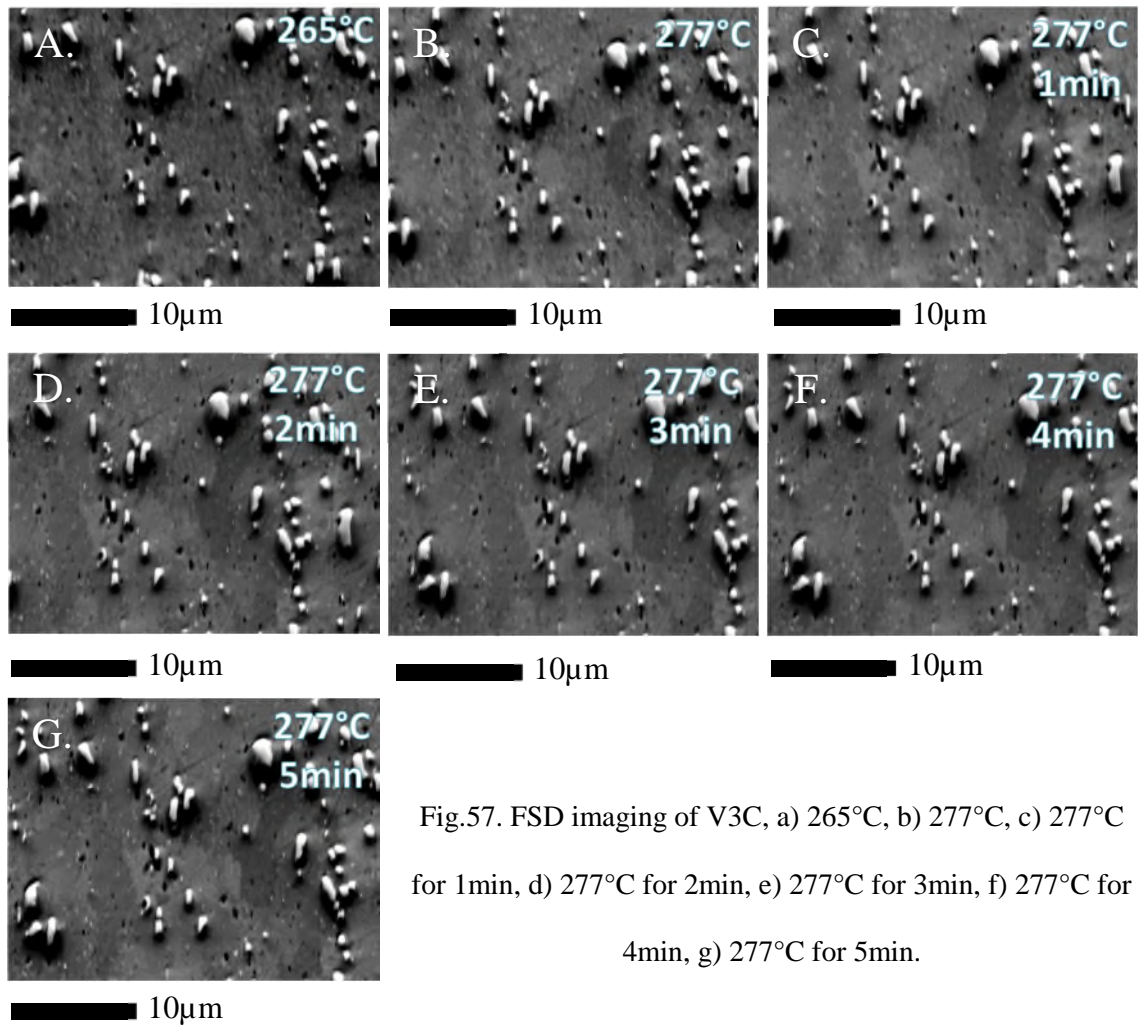 A.
265°C
B.
277°C
C.
277°C
1min
10µm
10µm
10µm
D.
277°C
2min
E.
277°C
3min
F.
277°C
4min
10µm
10µm
10µm
G.
277°C
5min
10µm
Fig.57. FSD imaging of V3C, a) 265°C, b) 277°C, c) 277°C
for 1min, d) 277°C for 2min, e) 277°C for 3min, f) 277°C for
4min, g) 277°C for 5min.